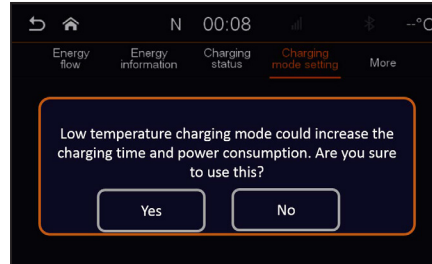 N 00:08 --°C
Energy flow
Energy information
Charging status
Charging mode setting
More
Low temperature charging mode could increase the
charging time and power consumption. Are you sure
to use this?
Yes No